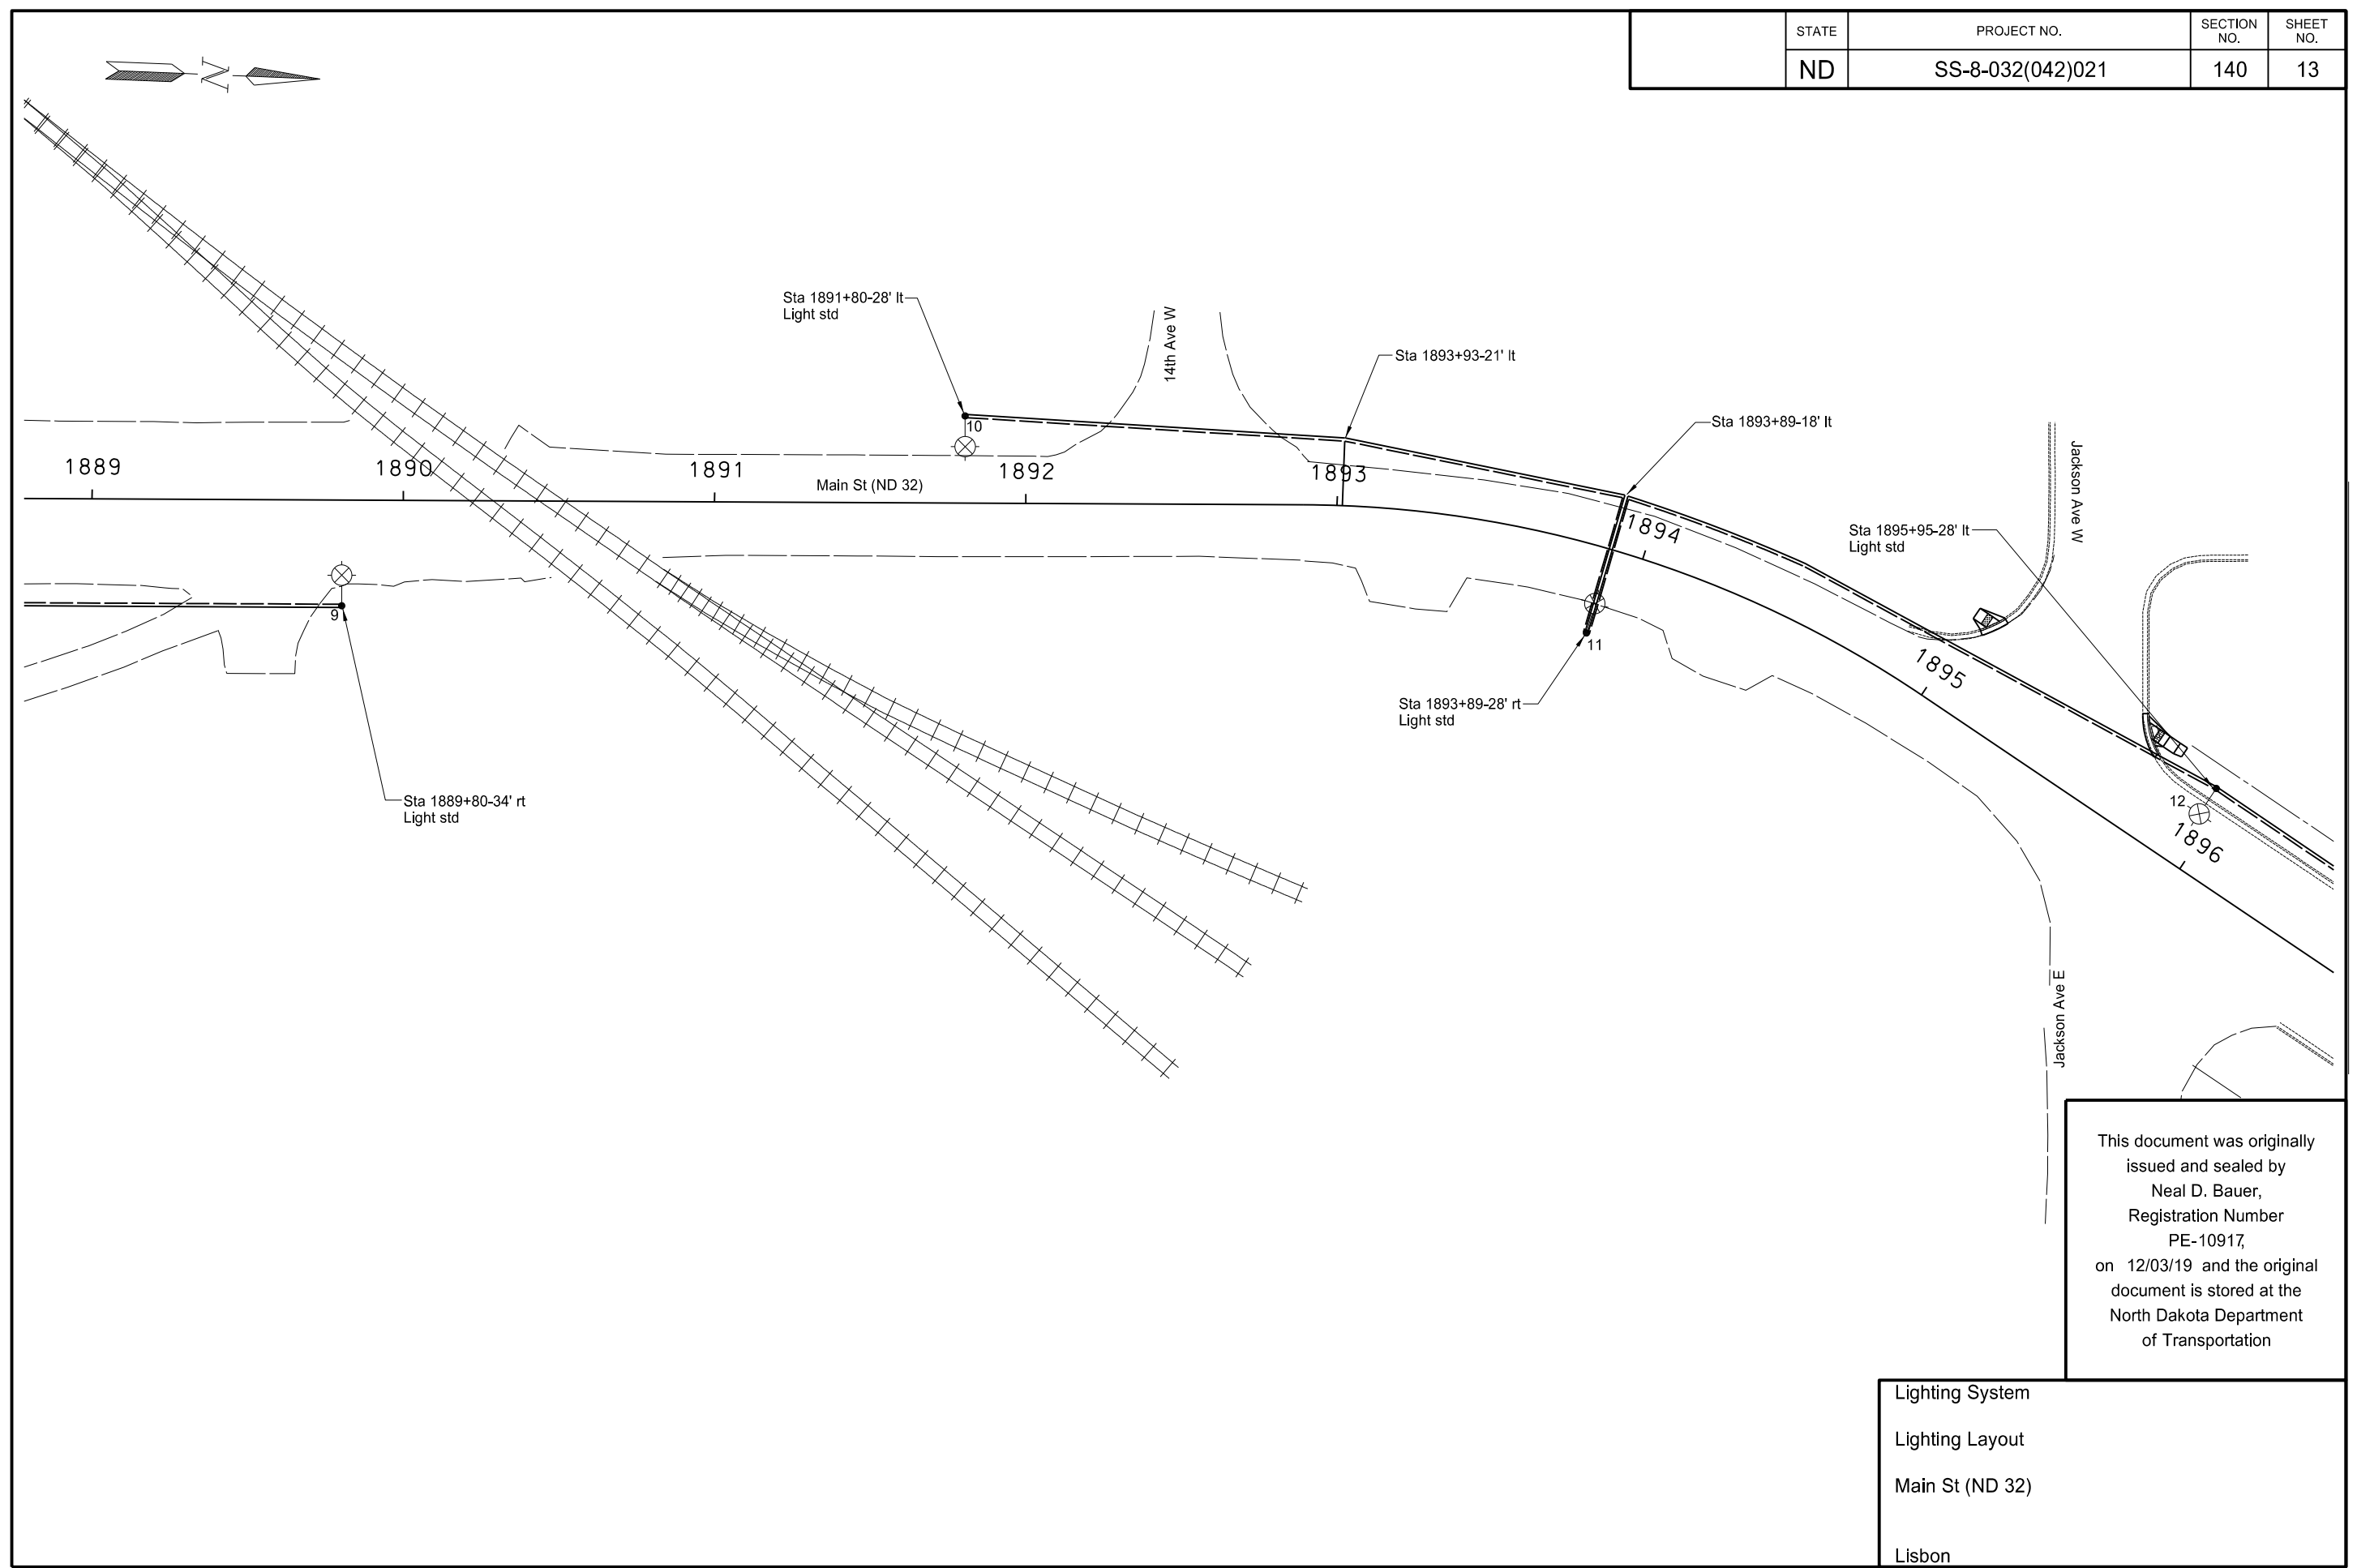 STATE
PROJECT NO.
SECTION NO.
SHEET NO.
ND
SS-8-032(042)021
140
13
N
Sta 1891+80-28' lt
Light std
14th Ave W
Sta 1893+93-21' lt
Sta 1893+89-18' lt
10
1889
1890
1891
1892
1893
Main St (ND 32)
1894
Sta 1895+95-28' lt
Light std
Jackson Ave W
9
11
1895
Sta 1893+89-28' rt
Light std
Sta 1889+80-34' rt
Light std
12
1896
Jackson Ave E
This document was originally
issued and sealed by
Neal D. Bauer,
Registration Number
PE-10917,
on 12/03/19 and the original
document is stored at the
North Dakota Department
of Transportation
Lighting System
Lighting Layout
Main St (ND 32)
Lisbon